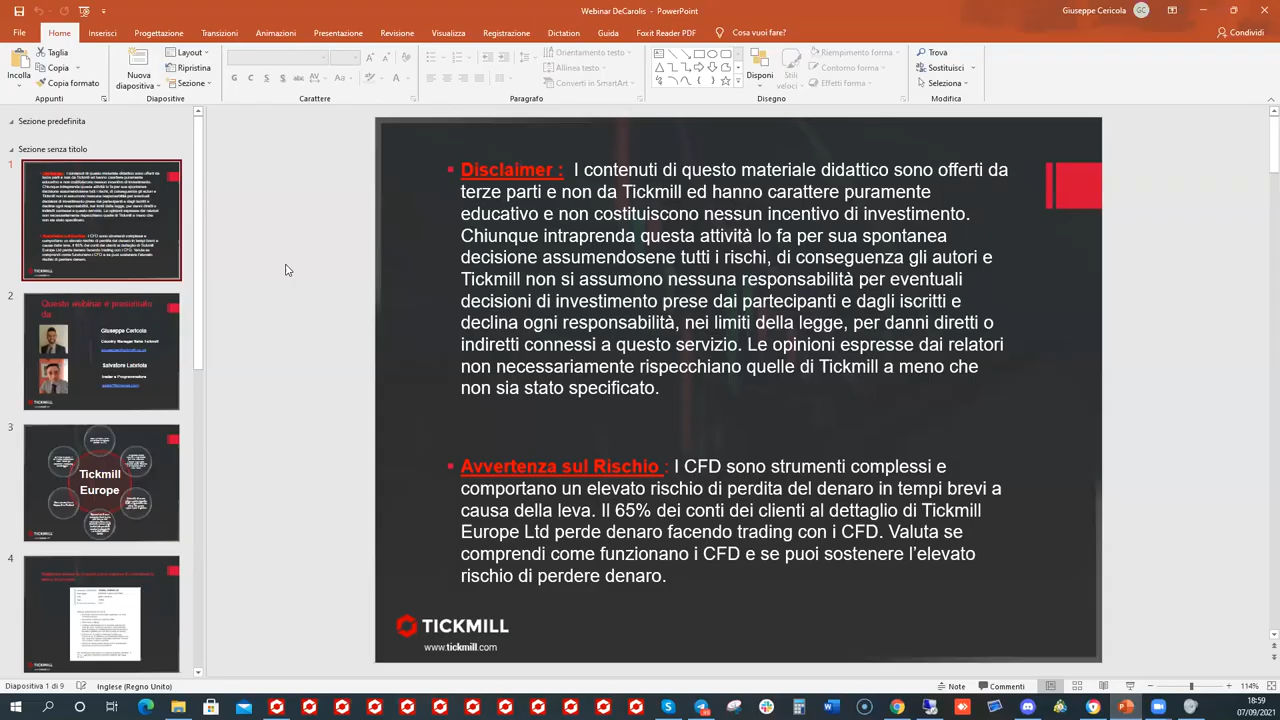 Webinar DeCarolis - PowerPoint
Giuseppe Cericola
GC
File Home Inserisci Progettazione Transizioni Animazioni Presentazione Revisione Visualizza Registrazione Dictation Guida Foxit Reader PDF Cosa vuoi fare? Condividi
Incolla
Taglia
Copia
Copia formato
Appunti
Nuova
diapositiva
Layout
Ripristina
Sezione
Diapositive
Carattere
Orientamento testo
Allinea testo
Converti in SmartArt
Paragrafo
Disponi
Stili
veloci
Riempimento forma
Contorno forma
Effetti forma
Disegno
Trova
Sostituisci
Seleziona
Modifica
Sezione predefinita
Sezione senza titolo
1
2
Questo webinar è presentato
da:
Giuseppe Cericola
Country Manager Italia Tickmill
Salvatore Labriola
Trader e Programmatore
3
Tickmill
Europe
4
Disclaimer : I contenuti di questo materiale didattico sono offerti da
terze parti e non da Tickmill ed hanno carattere puramente
educativo e non costituiscono nessun incentivo di investimento.
Chiunque intraprenda questa attività lo fa in sua spontanea
decisione assumendosene tutti i rischi, di conseguenza gli autori e
Tickmill non si assumono nessuna responsabilità per eventuali
decisioni di investimento prese dai partecipanti e dagli iscritti e
declina ogni responsabilità, nei limiti della legge, per danni diretti o
indiretti connessi a questo servizio. Le opinini espresse dai relatori
non necessariamente rispecchiano quelle di Tickmill a meno che
non sia stato specificato.
Avvertenza sul Rischio : I CFD sono strumenti complessi e
comportano un elevato rischio di perdita del denaro in tempi brevi a
causa della leva. Il 65% dei conti dei clienti al dettaglio di Tickmill
Europe Ltd perde denaro facendo trading con i CFD. Valuta se
comprendi come funzionano i CFD e se puoi sostenere l'elevato
rischio di perdere denaro.
TICKMILL
www.tickmill.com
Diapositiva 1 di 9 Inglese (Regno Unito) Note Commenti 114%
18:59
07/09/2021